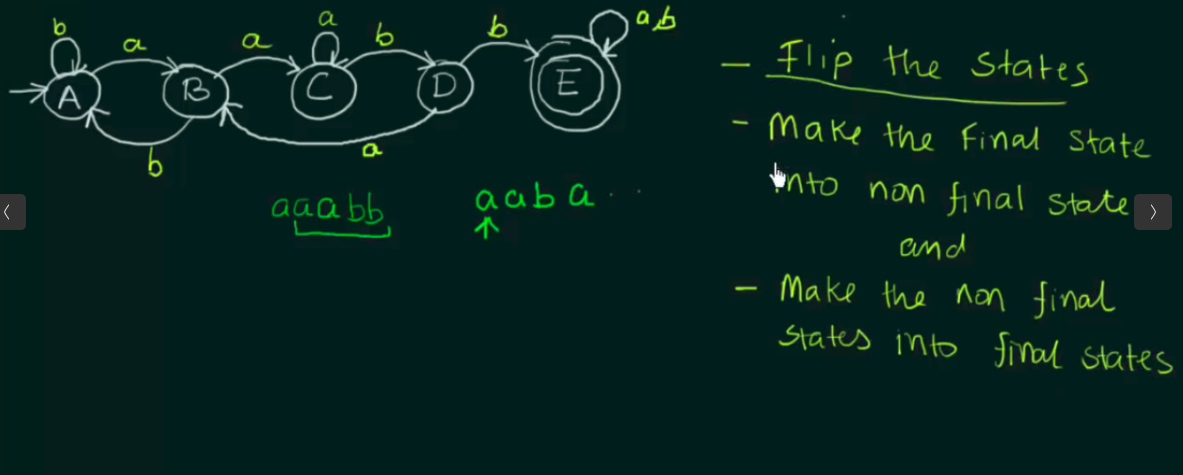 b
a
a
a
b
b
a,b
A
B
C
D
E
b
a
aaabb
aaba..
- Flip the States
- Make the Final State
into non final state
and
- Make the non final
states into final states